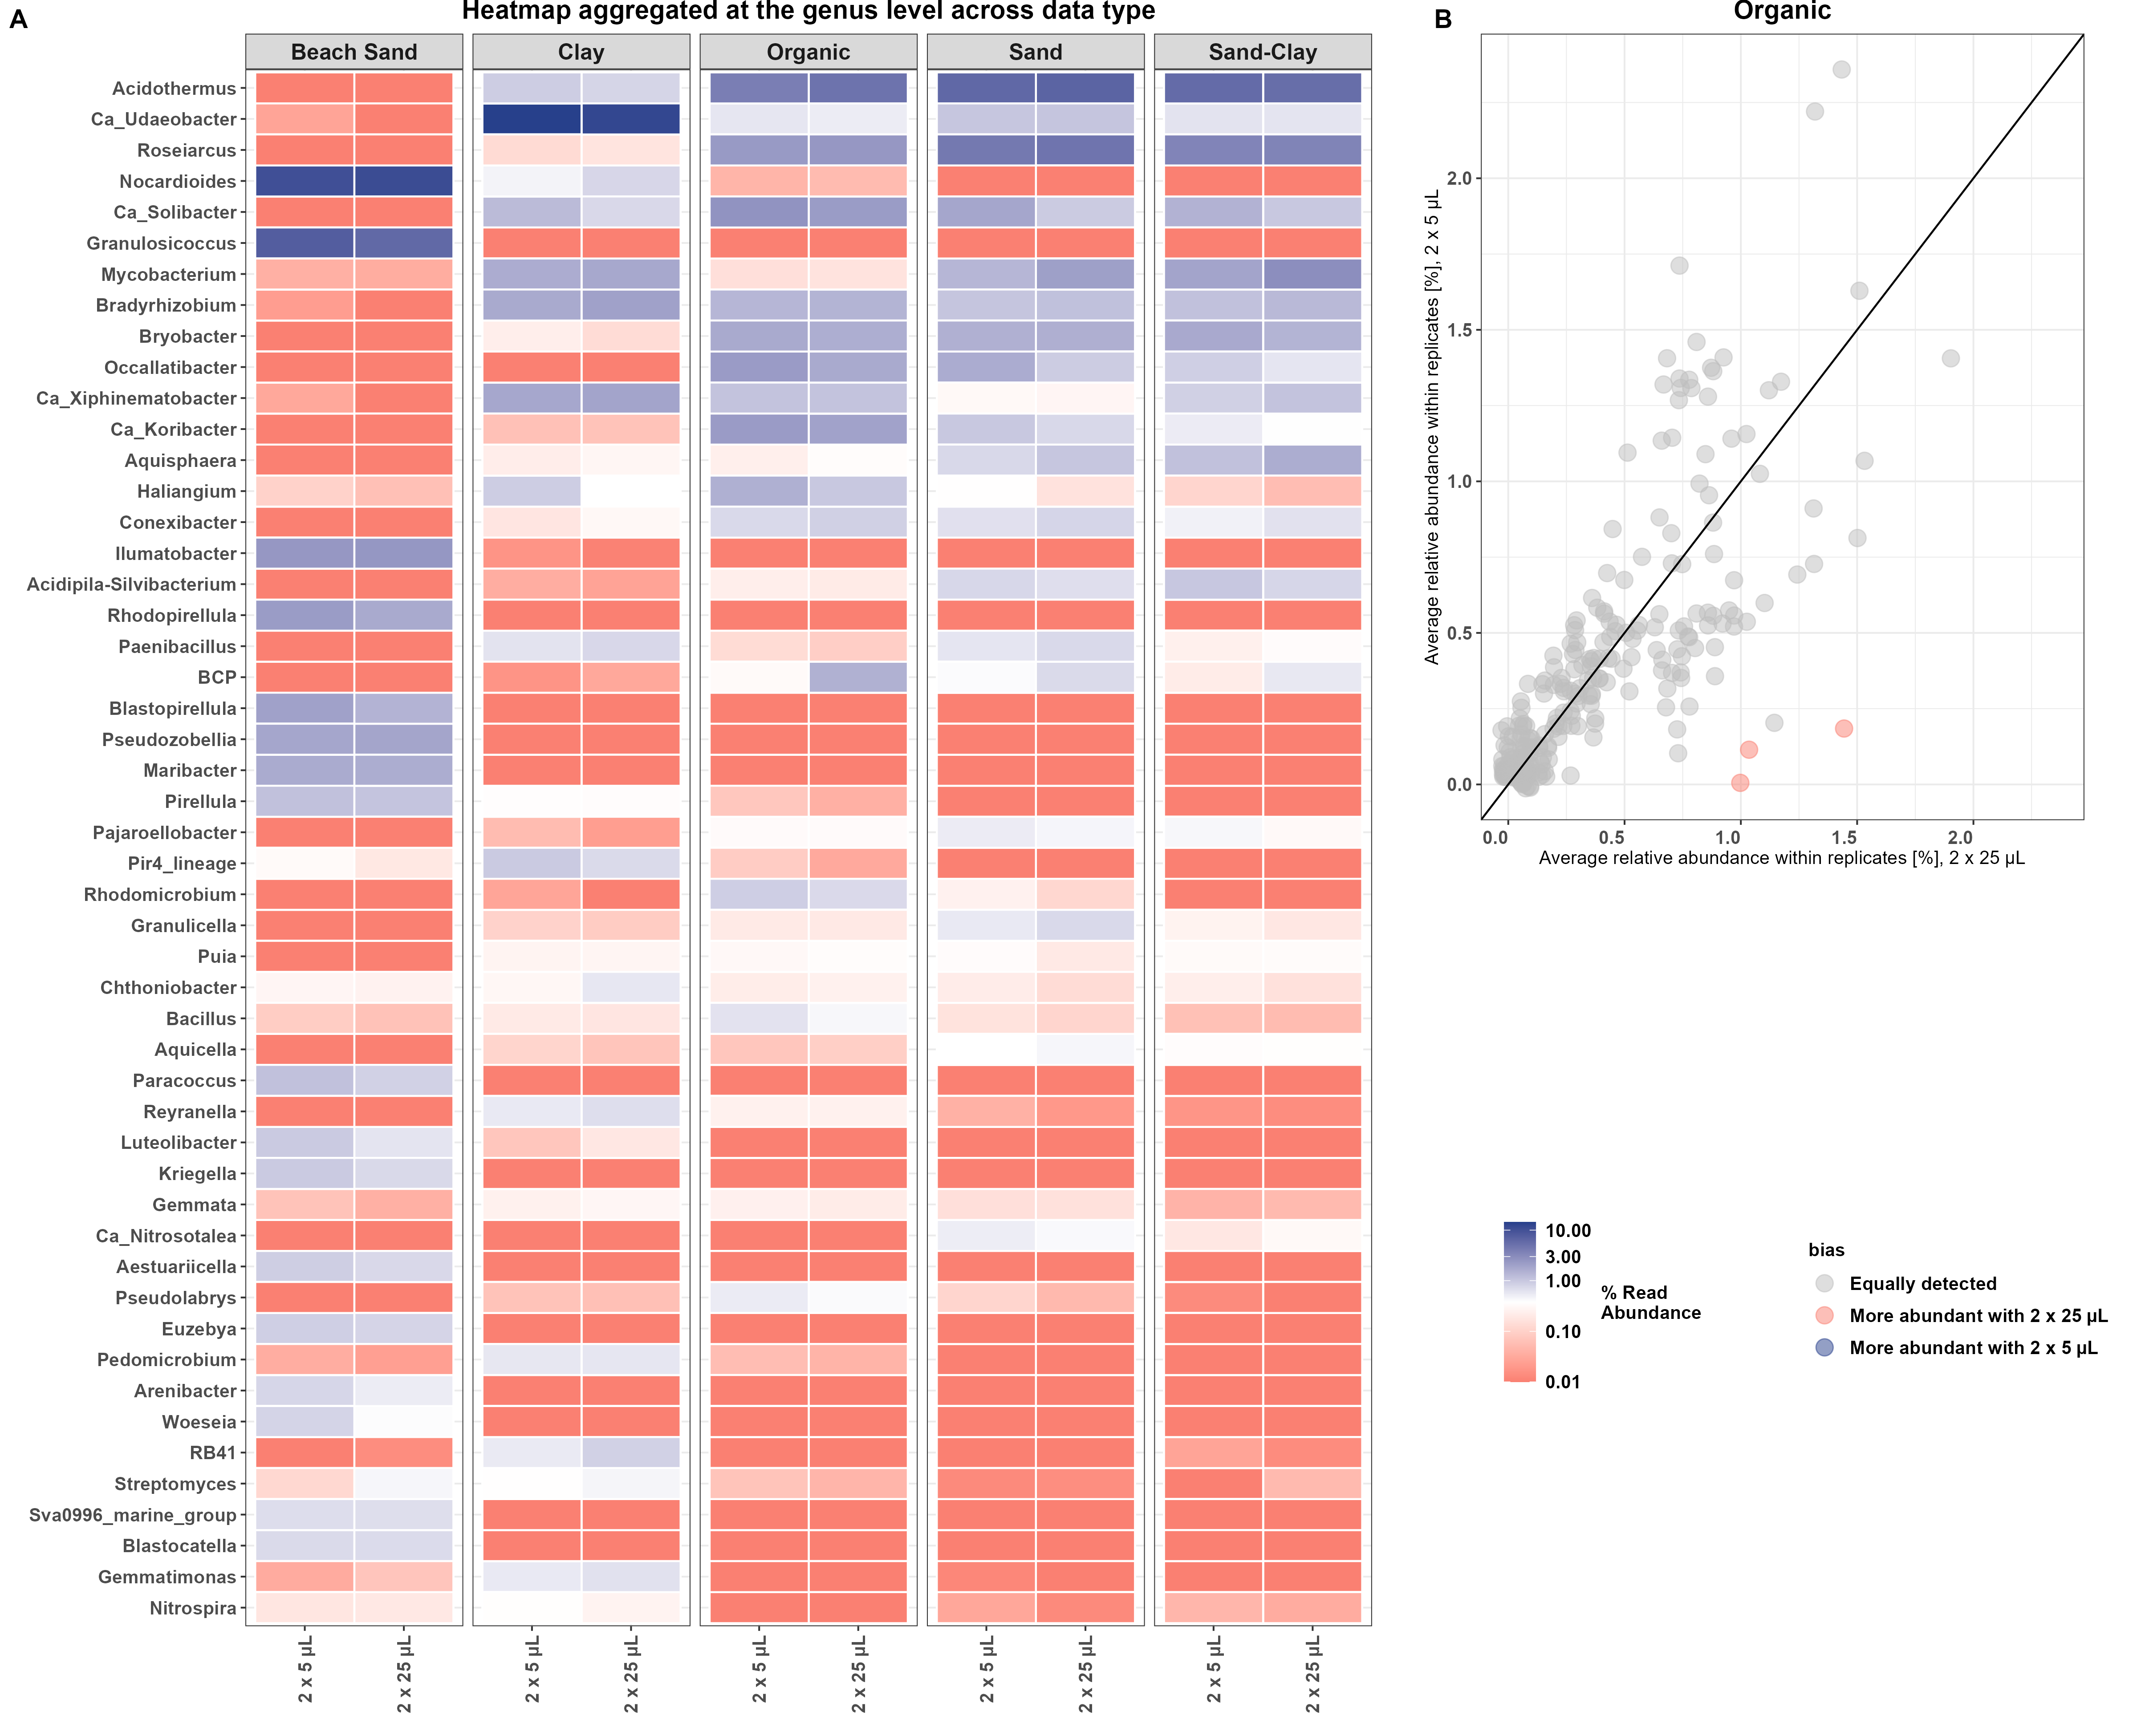 A
Heatmap aggregated at the genus level across data type
Beach Sand
Clay
Organic
Sand
Sand-Clay
Acidothermus
Ca_Udaeobacter
Roseiarcus
Nocardioides
Ca_Solibacter
Granulosicoccus
Mycobacterium
Bradyrhizobium
Bryobacter
Occallatibacter
Ca_Xiphinematobacter
Ca_Koribacter
Aquisphaera
Haliangium
Conexibacter
Ilumatobacter
Acidipila-Silvibacterium
Rhodopirellula
Paenibacillus
BCP
Blastopirellula
Pseudozobellia
Maribacter
Pirellula
Pajaroellobacter
Pir4_lineage
Rhodomicrobium
Granulicella
Puia
Chthoniobacter
Bacillus
Aquicella
Paracoccus
Reyranella
Luteolibacter
Kriegella
Gemmata
Ca_Nitrosotalea
Aestuariicella
Pseudolabrys
Euzebya
Pedomicrobium
Arenibacter
Woeseia
RB41
Streptomyces
Sva0996_marine_group
Blastocatella
Gemmatimonas
Nitrospira
2 x 5 µL
2 x 25 µL
2 x 5 µL
2 x 25 µL
2 x 5 µL
2 x 25 µL
2 x 5 µL
2 x 25 µL
2 x 5 µL
2 x 25 µL
B
Organic
Average relative abundance within replicates [%], 2 x 5 µL
2.0
1.5
1.0
0.5
0.0
0.0
0.5
1.0
1.5
2.0
Average relative abundance within replicates [%], 2 x 25 µL
10.00
3.00
1.00
0.10
0.01
% Read
Abundance
bias
Equally detected
More abundant with 2 x 25 µL
More abundant with 2 x 5 µL